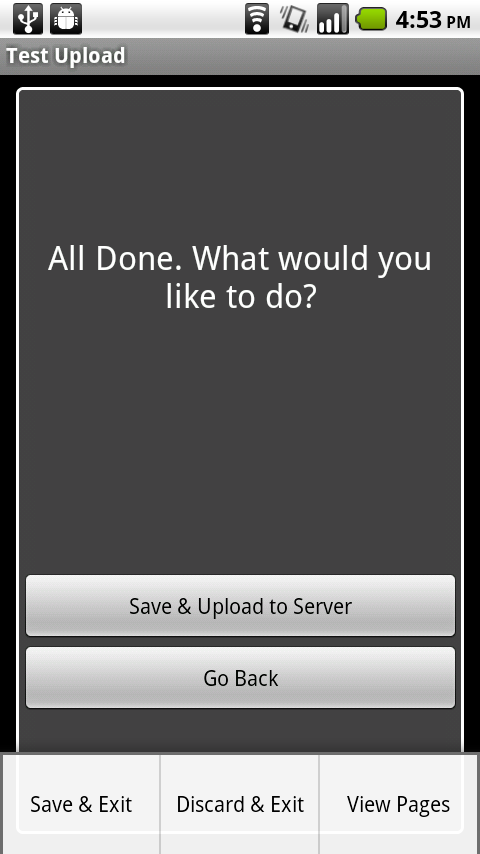 4:53 PM
Test Upload
All Done. What would you
like to do?
Save & Upload to Server
Go Back
Save & Exit
Discard & Exit
View Pages